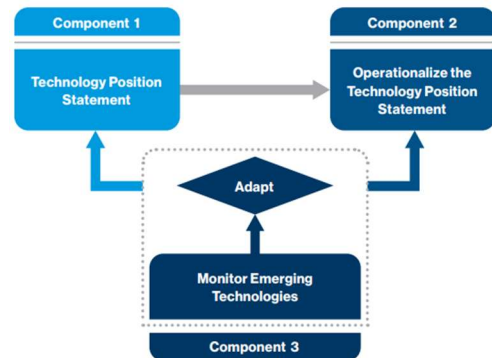 Component 1
Technology Position
Statement
Component 2
Operationalize the
Technology Position
Statement
Adapt
Monitor Emerging
Technologies
Component 3